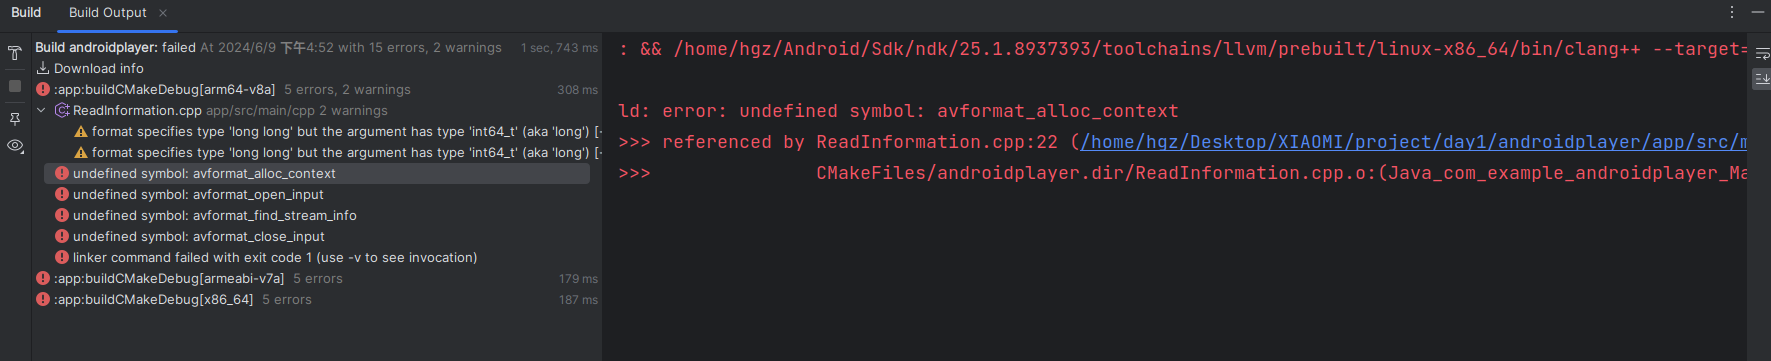 Build
Build Output
Build androidplayer: failed At 2024/6/9 下午4:52 with 15 errors, 2 warnings 1 sec, 743 ms
Download info
:app:buildCMakeDebug[arm64-v8a] 5 errors, 2 warnings 308 ms
ReadInformation.cpp app/src/main/cpp 2 warnings
format specifies type 'long long' but the argument has type 'int64_t' (aka 'long') [-
format specifies type 'long long' but the argument has type 'int64_t' (aka 'long') [-
undefined symbol: avformat_alloc_context
undefined symbol: avformat_open_input
undefined symbol: avformat_find_stream_info
undefined symbol: avformat_close_input
linker command failed with exit code 1 (use -v to see invocation)
:app:buildCMakeDebug[armeabi-v7a] 5 errors 179 ms
:app:buildCMakeDebug[x86_64] 5 errors 187 ms
: && /home/hgz/Android/Sdk/ndk/25.1.8937393/toolchains/llvm/prebuilt/linux-x86_64/bin/clang++ --target=
ld: error: undefined symbol: avformat_alloc_context
>>> referenced by ReadInformation.cpp:22 (/home/hgz/Desktop/XIAOMI/project/day1/androidplayer/app/src/m
>>> CMakeFiles/androidplayer.dir/ReadInformation.cpp.o:(Java_com_example_androidplayer_Ma